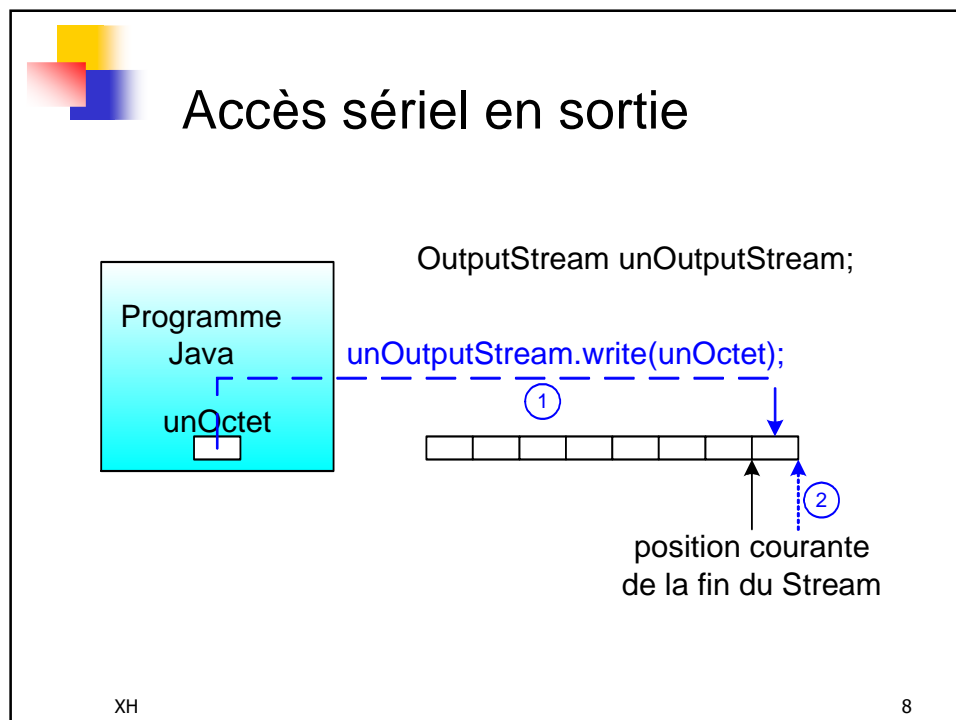 Accès sériel en sortie
OutputStream unOutputStream;
Programme
Java
unOutputStream.write(unOctet);
1
unOctet
2
position courante
de la fin du Stream
XH
8